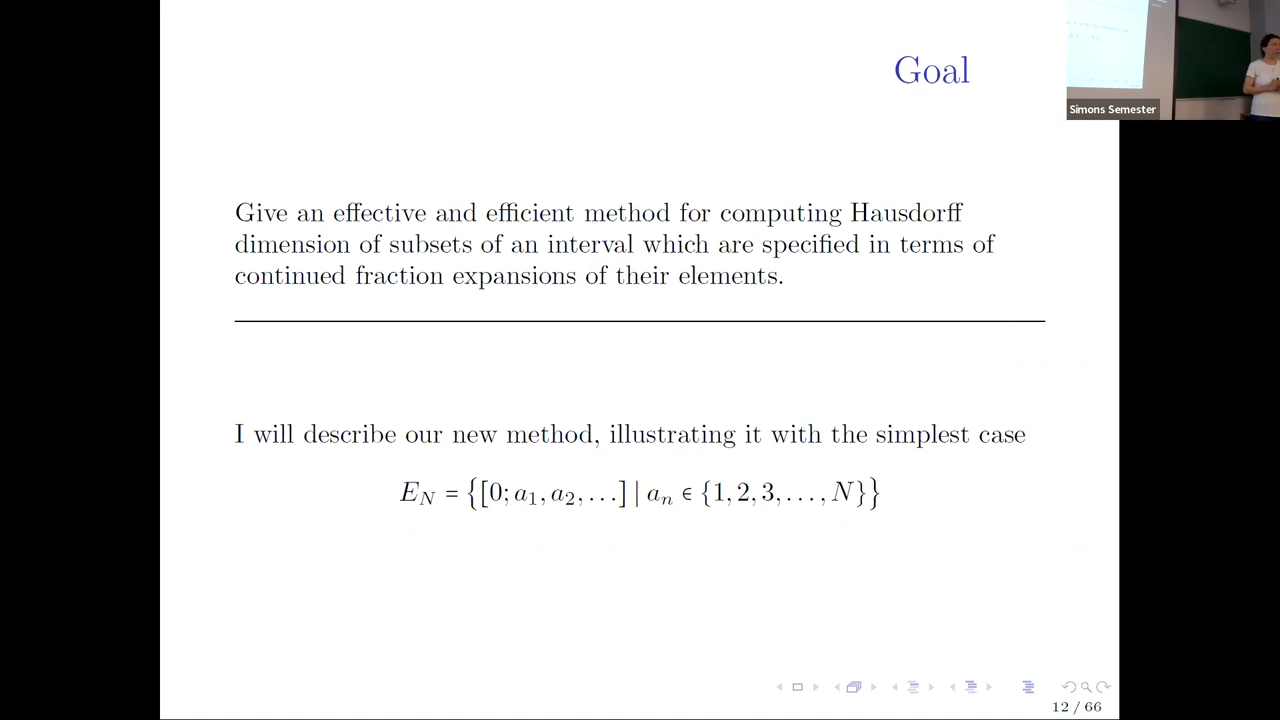 Goal
Simons Semester
Give an effective and efficient method for computing Hausdorff
dimension of subsets of an interval which are specified in terms of
continued fraction expansions of their elements.
I will describe our new method, illustrating it with the simplest case
E_N = {[0; a_1, a_2, …] | a_n ∈ {1, 2, 3, …, N}}
12 / 66